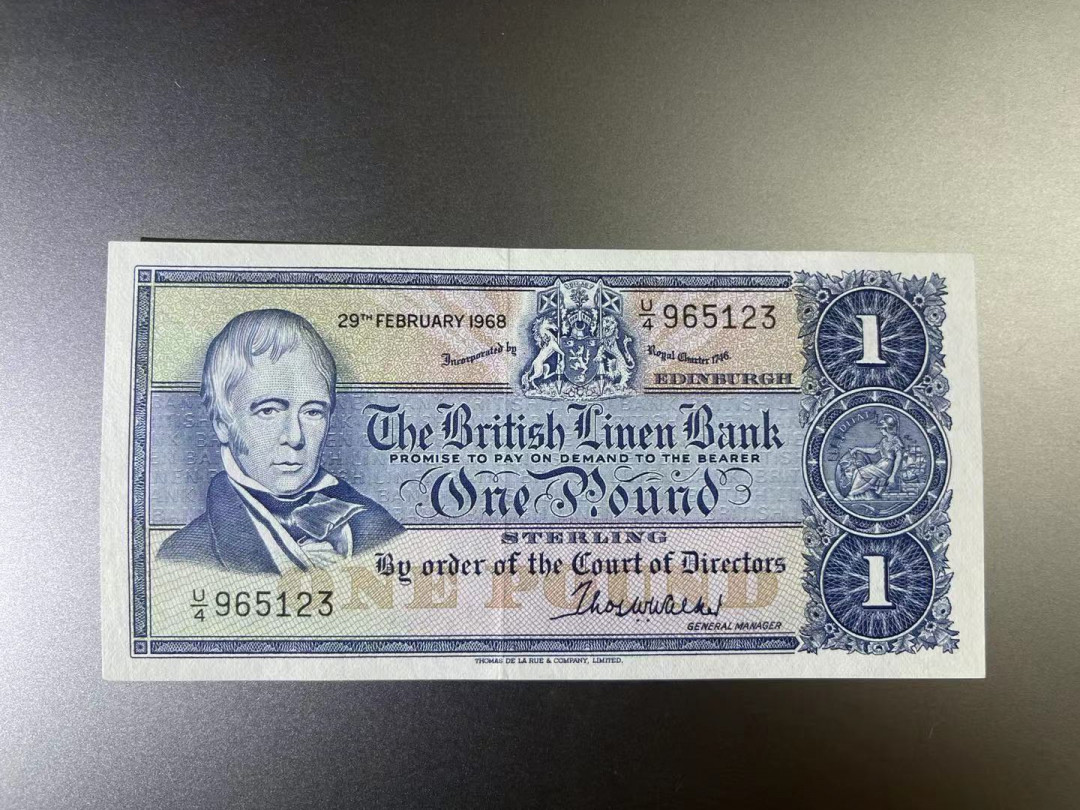 29TH FEBRUARY 1968
U/4 965123
Incorporated by Royal Charter 1746.
EDINBURGH
1
The British Linen Bank
PROMISE TO PAY ON DEMAND TO THE BEARER
One Pound
STERLING
By order of the Court of Directors
ONE POUND
U/4 965123
Thos W Walker
GENERAL MANAGER
1
THOMAS DE LA RUE & COMPANY, LIMITED.